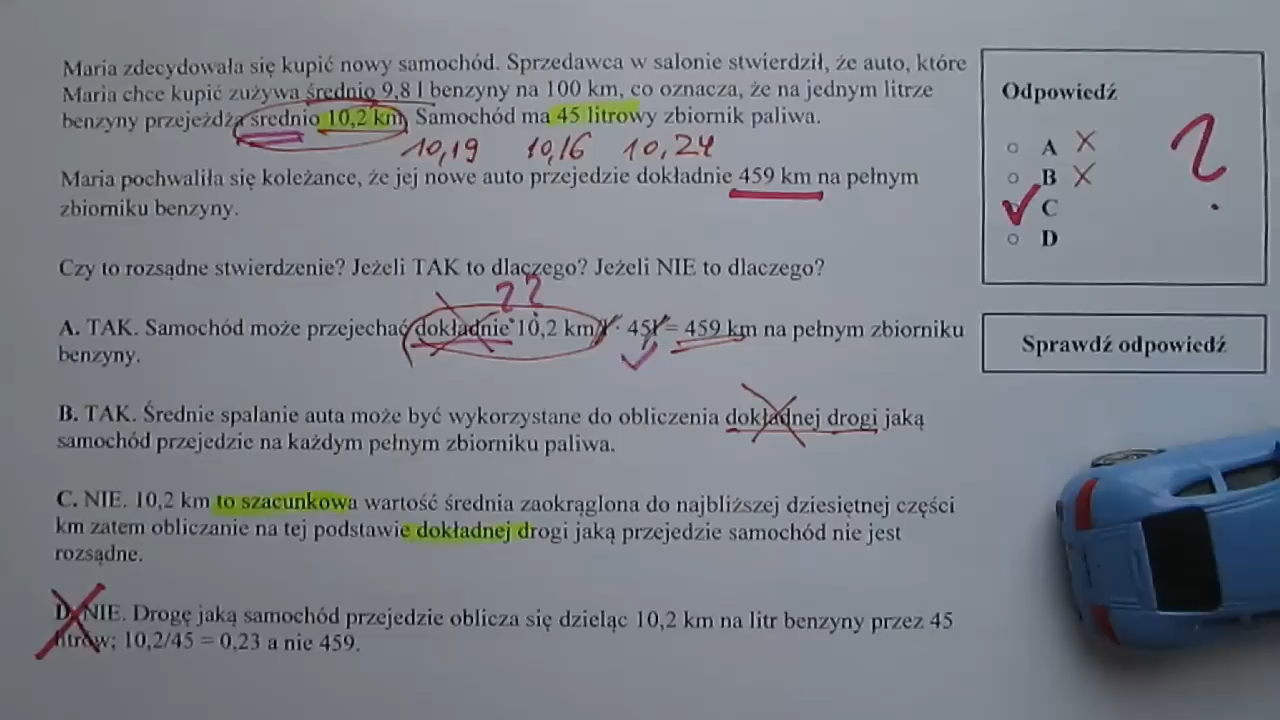 Maria zdecydowała się kupić nowy samochód. Sprzedawca w salonie stwierdził, że auto, które
Maria chce kupić zużywa średnio 9,8 l benzyny na 100 km, co oznacza, że na jednym litrze
benzyny przejeżdża średnio 10,2 km. Samochód ma 45 litrowy zbiornik paliwa.
10,19 10,16 10,24
Maria pochwaliła się koleżance, że jej nowe auto przejedzie dokładnie 459 km na pełnym
zbiorniku benzyny.
Czy to rozsądne stwierdzenie? Jeżeli TAK to dlaczego? Jeżeli NIE to dlaczego?
??
A. TAK. Samochód może przejechać dokładnie 10,2 km/l · 45l = 459 km na pełnym zbiorniku
benzyny.
B. TAK. Średnie spalanie auta może być wykorzystane do obliczenia dokładnej drogi jaką
samochód przejedzie na każdym pełnym zbiorniku paliwa.
C. NIE. 10,2 km to szacunkowa wartość średnia zaokrąglona do najbliższej dziesiętnej części
km zatem obliczanie na tej podstawie dokładnej drogi jaką przejedzie samochód nie jest
rozsądne.
D. NIE. Drogę jaką samochód przejedzie oblicza się dzieląc 10,2 km na litr benzyny przez 45
litrów; 10,2/45 = 0,23 a nie 459.
Odpowiedź
A X
B X
C
D
?
Sprawdź odpowiedź